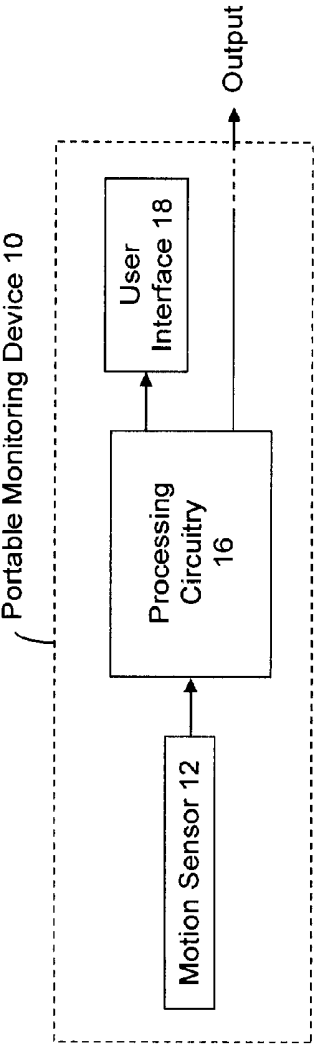 Portable Monitoring Device 10
Motion Sensor 12
Processing
Circuitry
16
User
Interface 18
Output